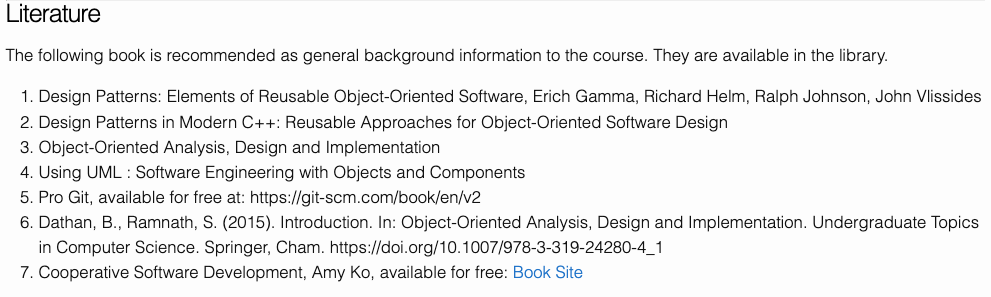 Literature
The following book is recommended as general background information to the course. They are available in the library.
1. Design Patterns: Elements of Reusable Object-Oriented Software, Erich Gamma, Richard Helm, Ralph Johnson, John Vlissides
2. Design Patterns in Modern C++: Reusable Approaches for Object-Oriented Software Design
3. Object-Oriented Analysis, Design and Implementation
4. Using UML : Software Engineering with Objects and Components
5. Pro Git, available for free at: https://git-scm.com/book/en/v2
6. Dathan, B., Ramnath, S. (2015). Introduction. In: Object-Oriented Analysis, Design and Implementation. Undergraduate Topics
in Computer Science. Springer, Cham. https://doi.org/10.1007/978-3-319-24280-4_1
7. Cooperative Software Development, Amy Ko, available for free: Book Site